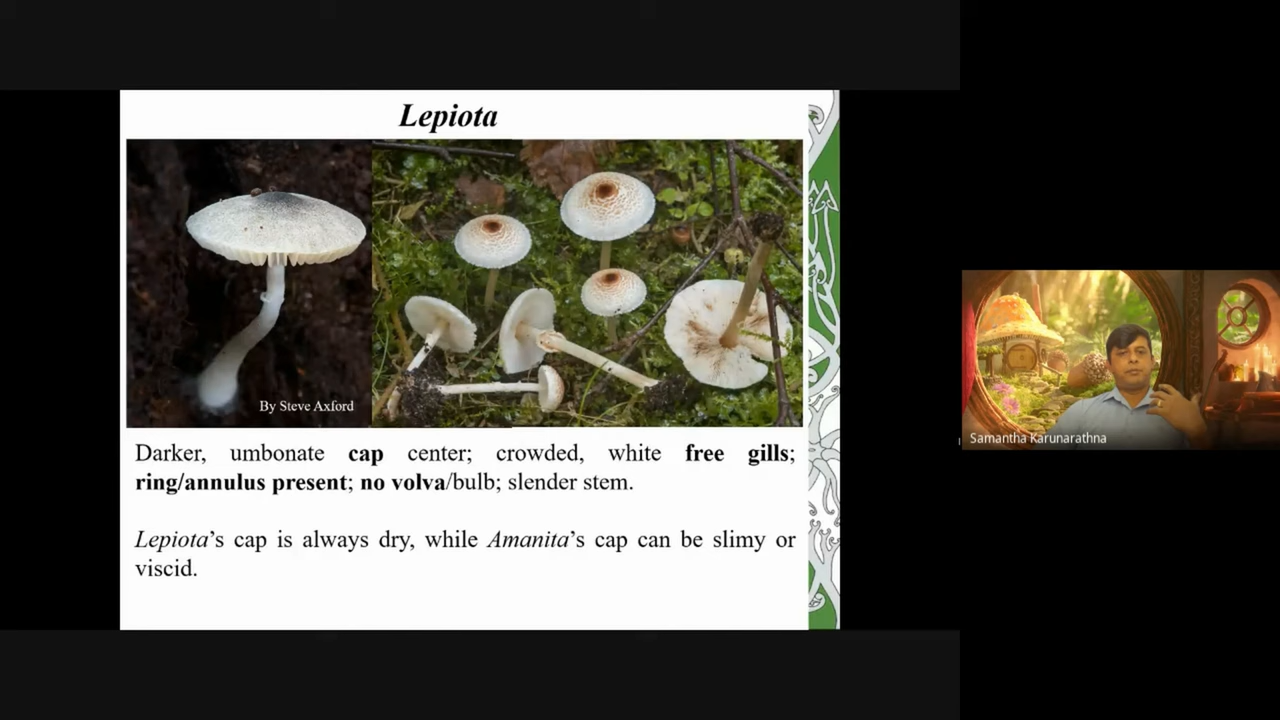 Lepiota
By Steve Axford
Darker, umbonate cap center; crowded, white free gills;
ring/annulus present; no volva/bulb; slender stem.
Lepiota’s cap is always dry, while Amanita’s cap can be slimy or
viscid.
Samantha Karunarathna